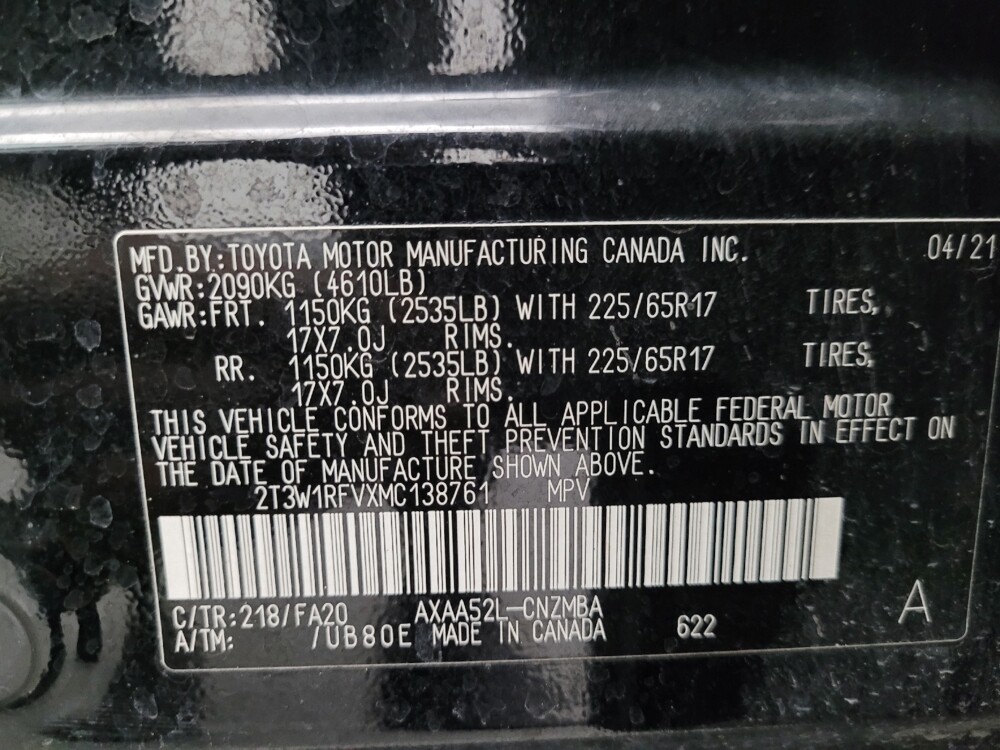 MFD.BY:TOYOTA MOTOR MANUFACTURING CANADA INC. 04/21
GVWR:2090KG (4610LB)
GAWR:FRT. 1150KG (2535LB) WITH 225/65R17 TIRES,
17X7.0J RIMS.
RR. 1150KG (2535LB) WITH 225/65R17 TIRES,
17X7.0J RIMS.
THIS VEHICLE CONFORMS TO ALL APPLICABLE FEDERAL MOTOR
VEHICLE SAFETY AND THEFT PREVENTION STANDARDS IN EFFECT ON
THE DATE OF MANUFACTURE SHOWN ABOVE.
2T3W1RFVXMC138761 MPV
C/TR:218/FA20 AXAA52L-CNZMBA A
A/TM: /UB80E MADE IN CANADA 622